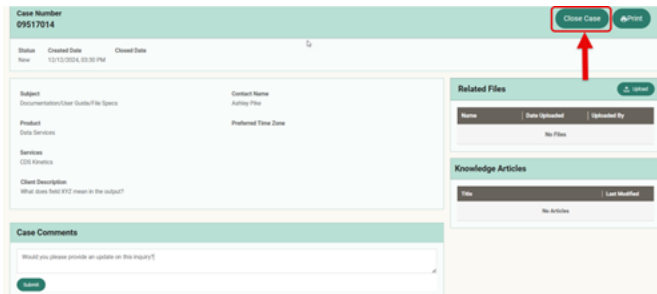 Case Number
09517014
Close Case
Print
Status Created Date Closed Date
New 12/12/2024, 03:30 PM
Subject Contact Name
Documentation/User Guide/File Specs Ashley Pike
Product Preferred Time Zone
Data Services
Services
CDS Kinetics
Client Description
What does field XYZ mean in the output?
Related Files
Upload
Name Date Uploaded Uploaded By
No Files
Knowledge Articles
Title Last Modified
No Articles
Case Comments
Would you please provide an update on this inquiry?
Submit